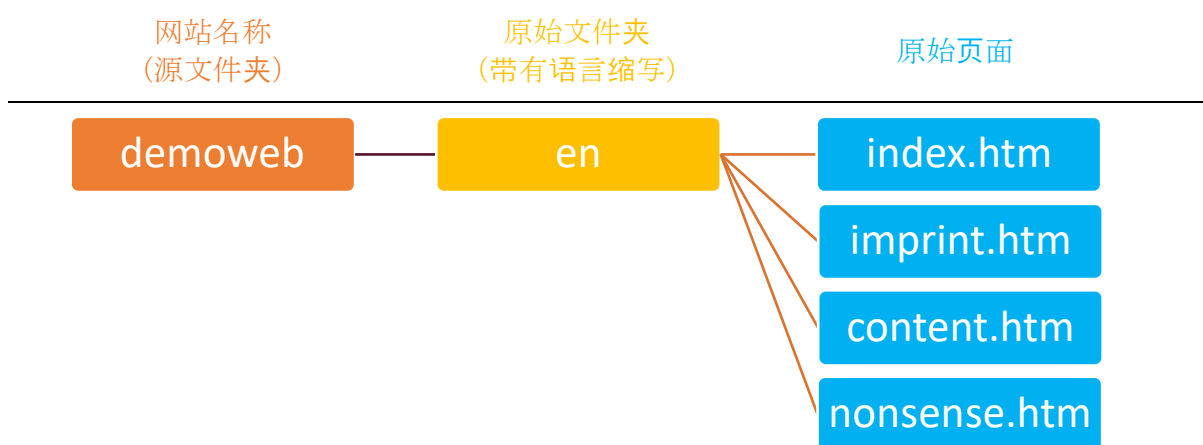 网站名称
(源文件夹)
原始文件夹
(带有语言缩写)
原始页面
demoweb
en
index.htm
imprint.htm
content.htm
nonsense.htm